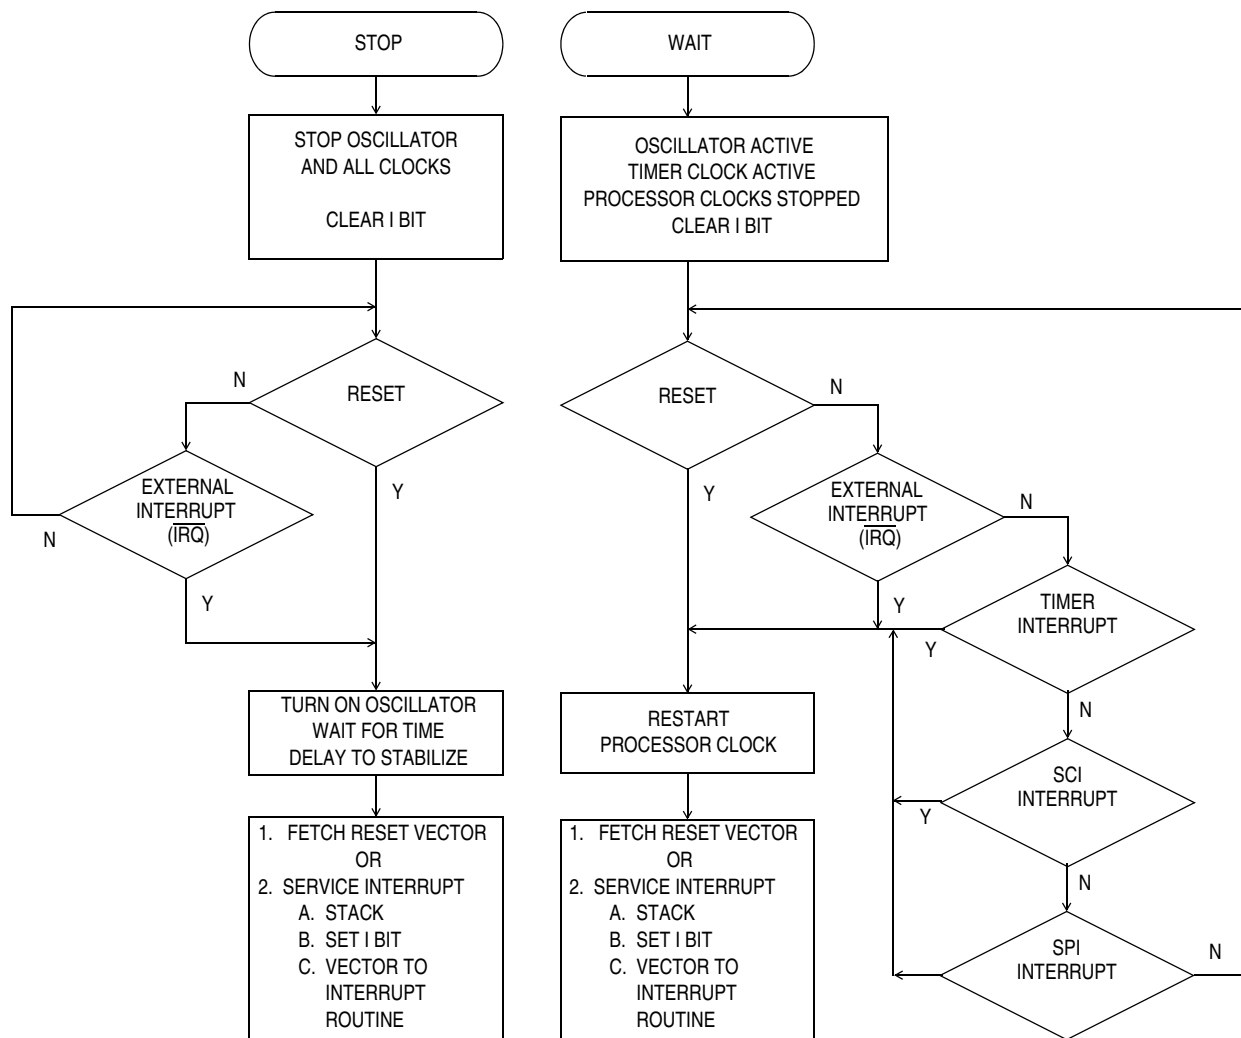 STOP
STOP OSCILLATOR
AND ALL CLOCKS
CLEAR I BIT
RESET
N
Y
EXTERNAL
INTERRUPT
(IRQ)
N
Y
TURN ON OSCILLATOR
WAIT FOR TIME
DELAY TO STABILIZE
1. FETCH RESET VECTOR
OR
2. SERVICE INTERRUPT
A. STACK
B. SET I BIT
C. VECTOR TO
INTERRUPT
ROUTINE
WAIT
OSCILLATOR ACTIVE
TIMER CLOCK ACTIVE
PROCESSOR CLOCKS STOPPED
CLEAR I BIT
RESET
N
Y
EXTERNAL
INTERRUPT
(IRQ)
N
Y
TIMER
INTERRUPT
Y
N
SCI
INTERRUPT
Y
N
SPI
INTERRUPT
N
RESTART
PROCESSOR CLOCK
1. FETCH RESET VECTOR
OR
2. SERVICE INTERRUPT
A. STACK
B. SET I BIT
C. VECTOR TO
INTERRUPT
ROUTINE